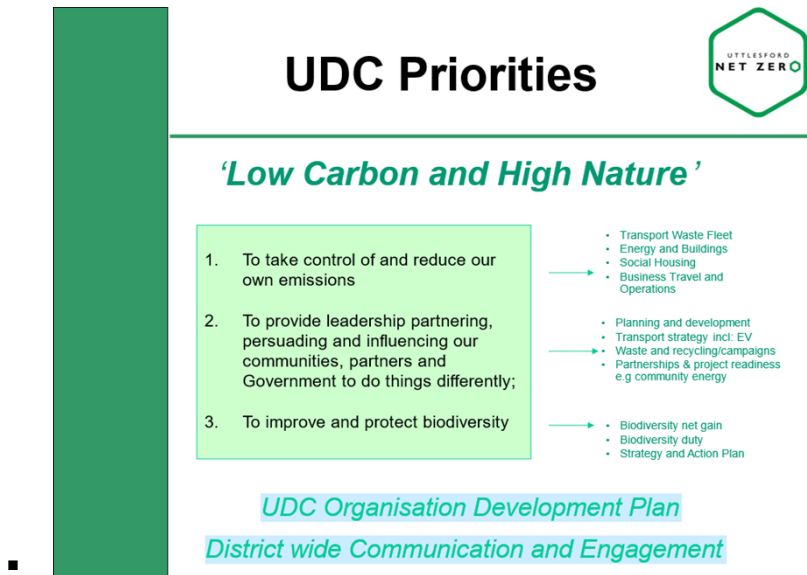 UDC Priorities
UTTLESFORD
NET ZERO
‘Low Carbon and High Nature’
1. To take control of and reduce our
own emissions
• Transport Waste Fleet
• Energy and Buildings
• Social Housing
• Business Travel and
Operations
2. To provide leadership partnering,
persuading and influencing our
communities, partners and
Government to do things differently;
• Planning and development
• Transport strategy incl: EV
• Waste and recycling/campaigns
• Partnerships & project readiness
e.g community energy
3. To improve and protect biodiversity
• Biodiversity net gain
• Biodiversity duty
• Strategy and Action Plan
UDC Organisation Development Plan
District wide Communication and Engagement